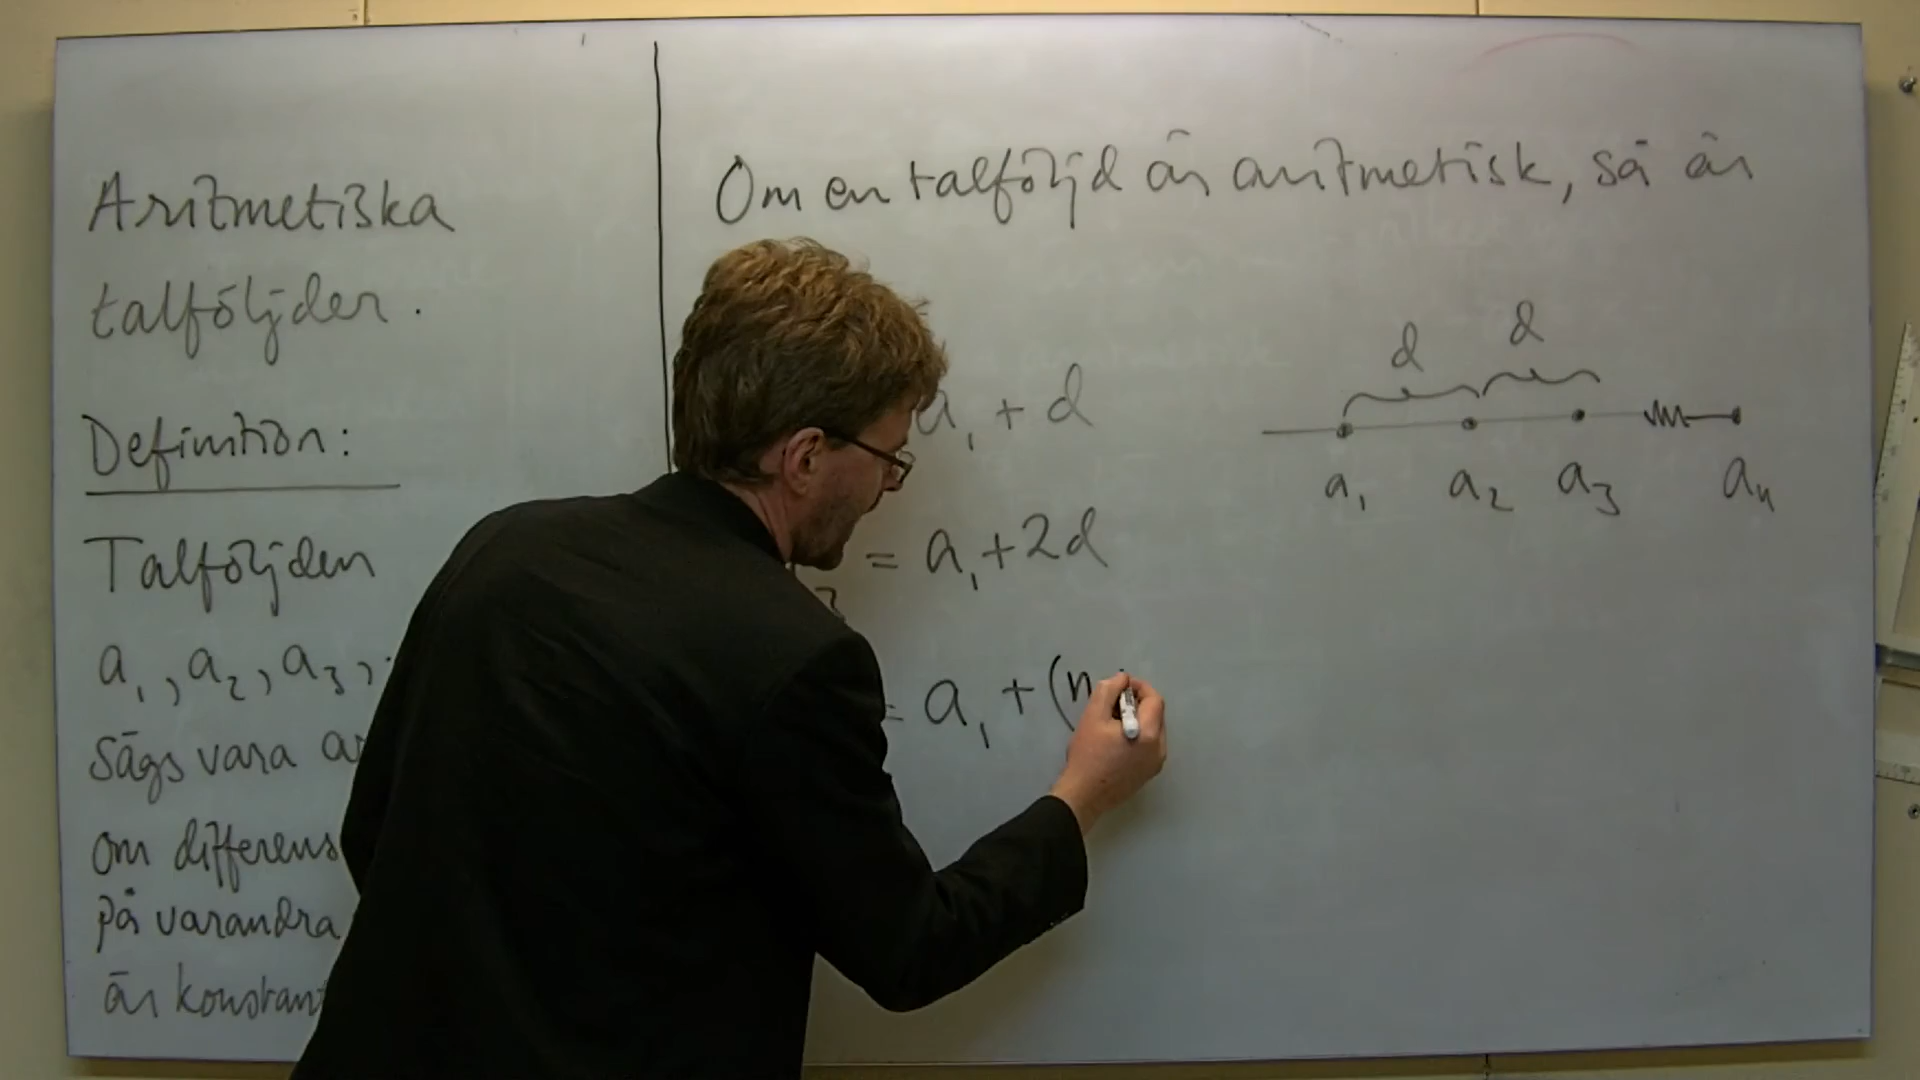 Aritmetiska
talföljder.
Definition:
Talföljden
a₁, a₂, a₃,
sägs vara
om differens
på varandra
är konstant
Om en talföljd är aritmetisk, så är
a₁ + d
3 = a₁ + 2d
= a₁ + (n
d d
a₁ a₂ a₃ aₙ